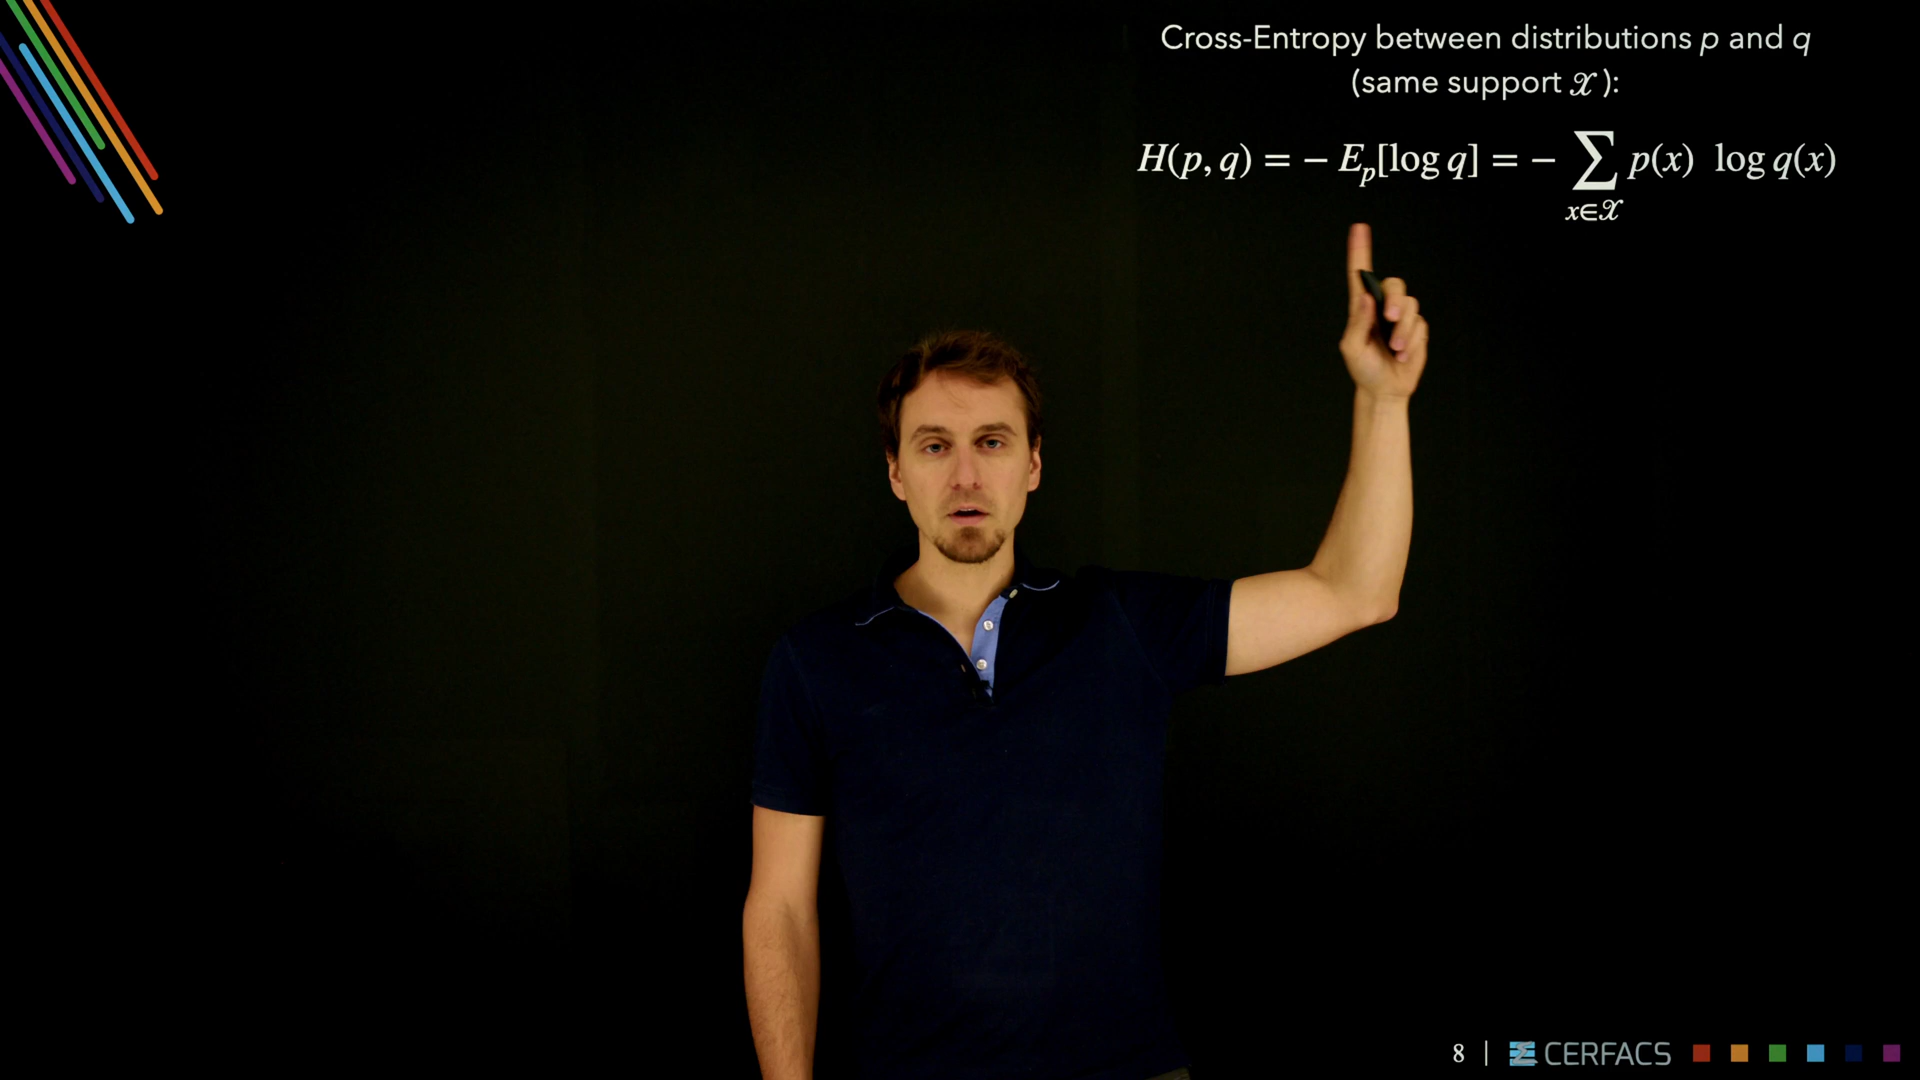 Cross-Entropy between distributions p and q
(same support 𝒳 ):
H(p, q) = − E_p[log q] = − ∑_{x∈𝒳} p(x) log q(x)
8 | CERFACS